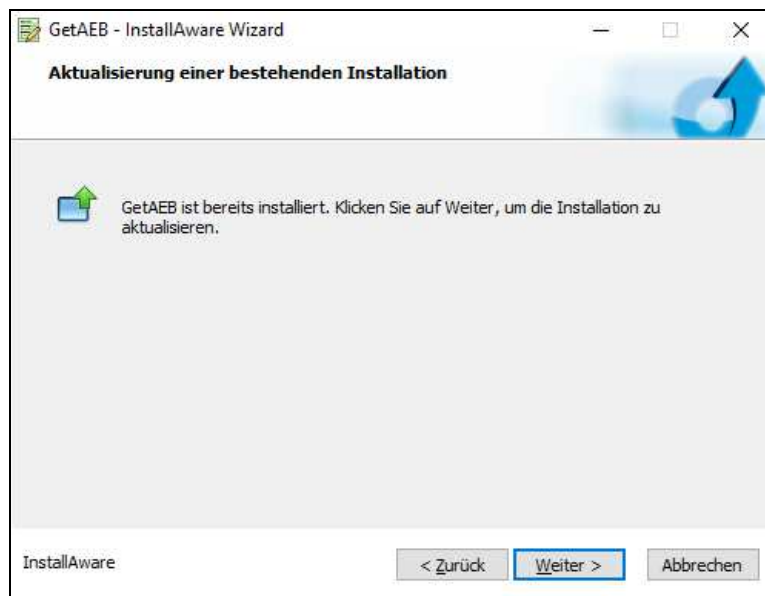 GetAEB - InstallAware Wizard
Aktualisierung einer bestehenden Installation
GetAEB ist bereits installiert. Klicken Sie auf Weiter, um die Installation zu
aktualisieren.
InstallAware
< Zurück Weiter > Abbrechen